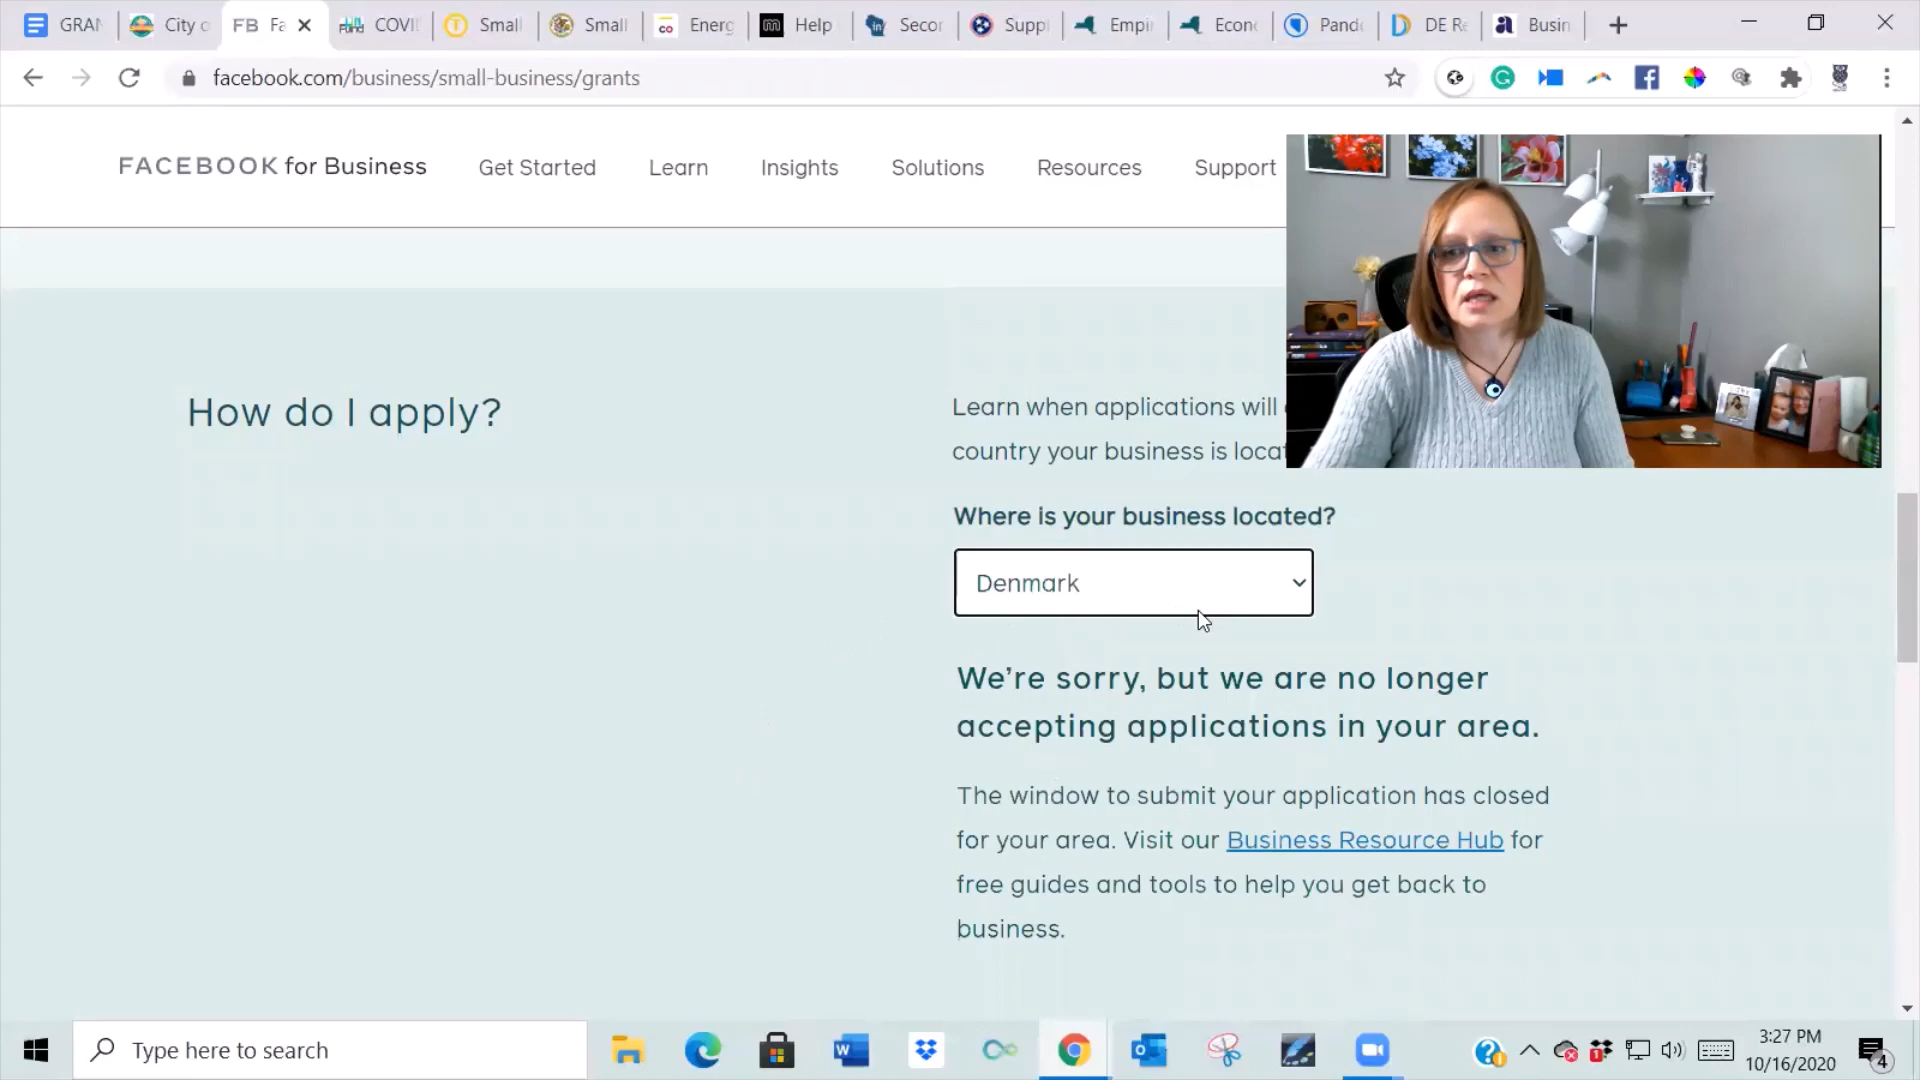 GRAN
City o
FB Fa
COVI
Small
Small
Energ
Help
Secor
Supp
Empi
Econ
Pande
DE Re
Busin
facebook.com/business/small-business/grants
FACEBOOK for Business
Get Started
Learn
Insights
Solutions
Resources
Support
How do I apply?
Learn when applications will
country your business is locat
Where is your business located?
Denmark
We're sorry, but we are no longer
accepting applications in your area.
The window to submit your application has closed
for your area. Visit our Business Resource Hub for
free guides and tools to help you get back to
business.
Type here to search
3:27 PM
10/16/2020
4